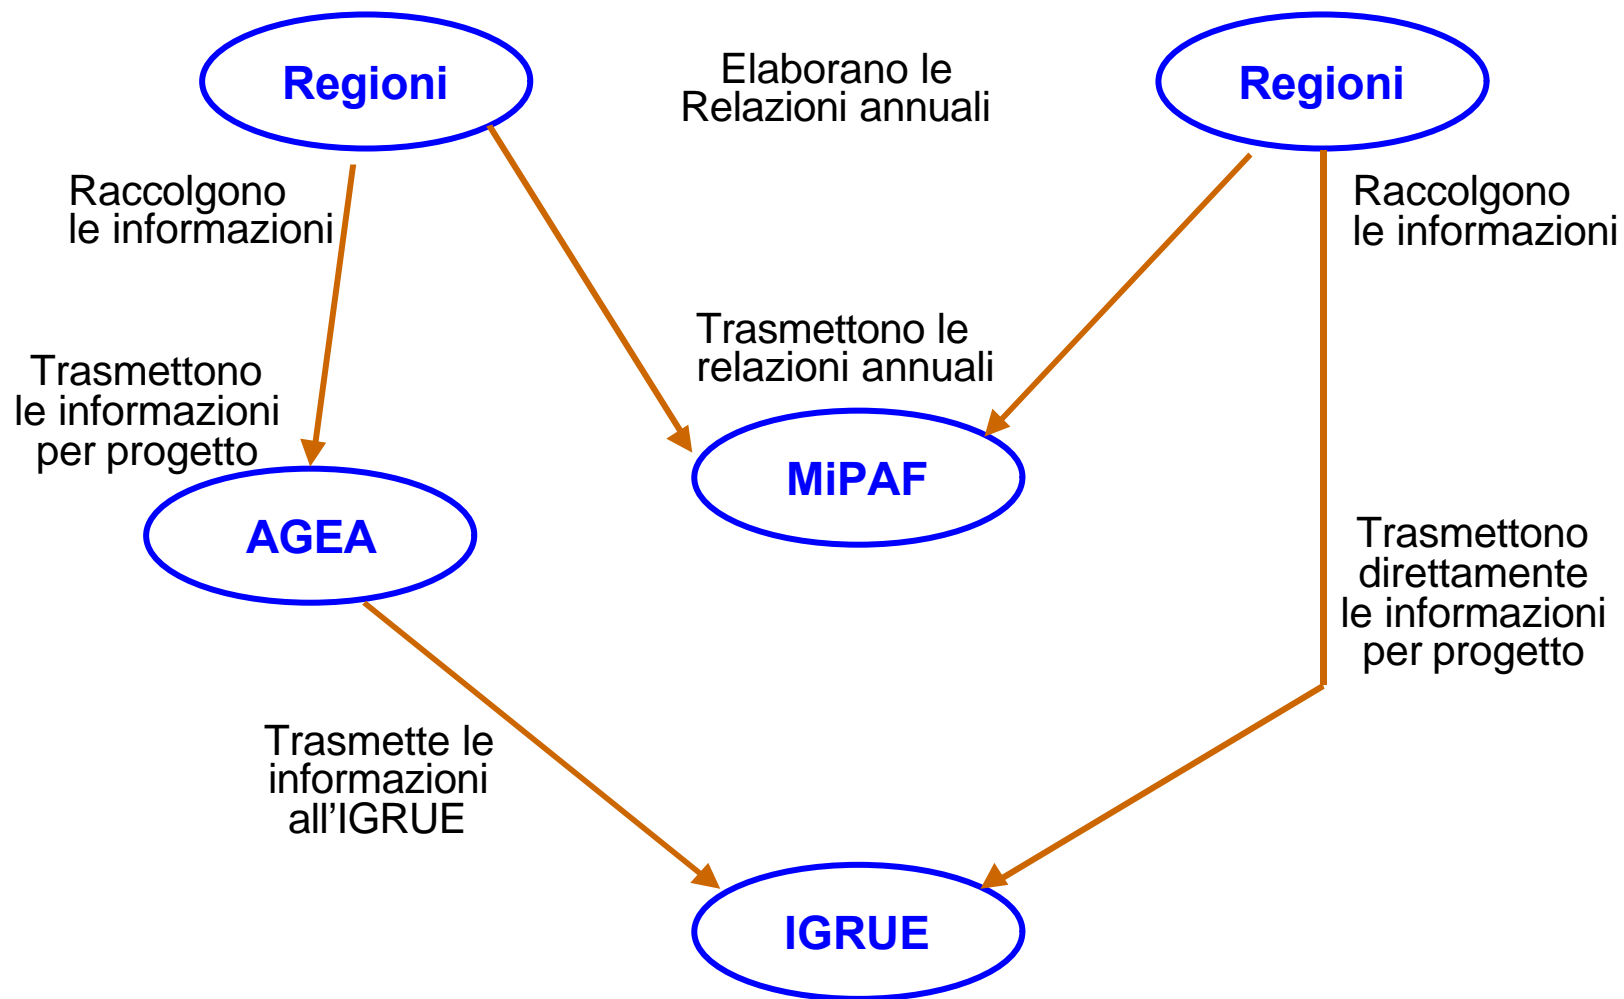 Regioni
Elaborano le
Relazioni annuali
Regioni
Raccolgono
le informazioni
Raccolgono
le informazioni
Trasmettono le
relazioni annuali
Trasmettono
le informazioni
per progetto
MiPAF
AGEA
Trasmettono
direttamente
le informazioni
per progetto
Trasmette le
informazioni
all'IGRUE
IGRUE